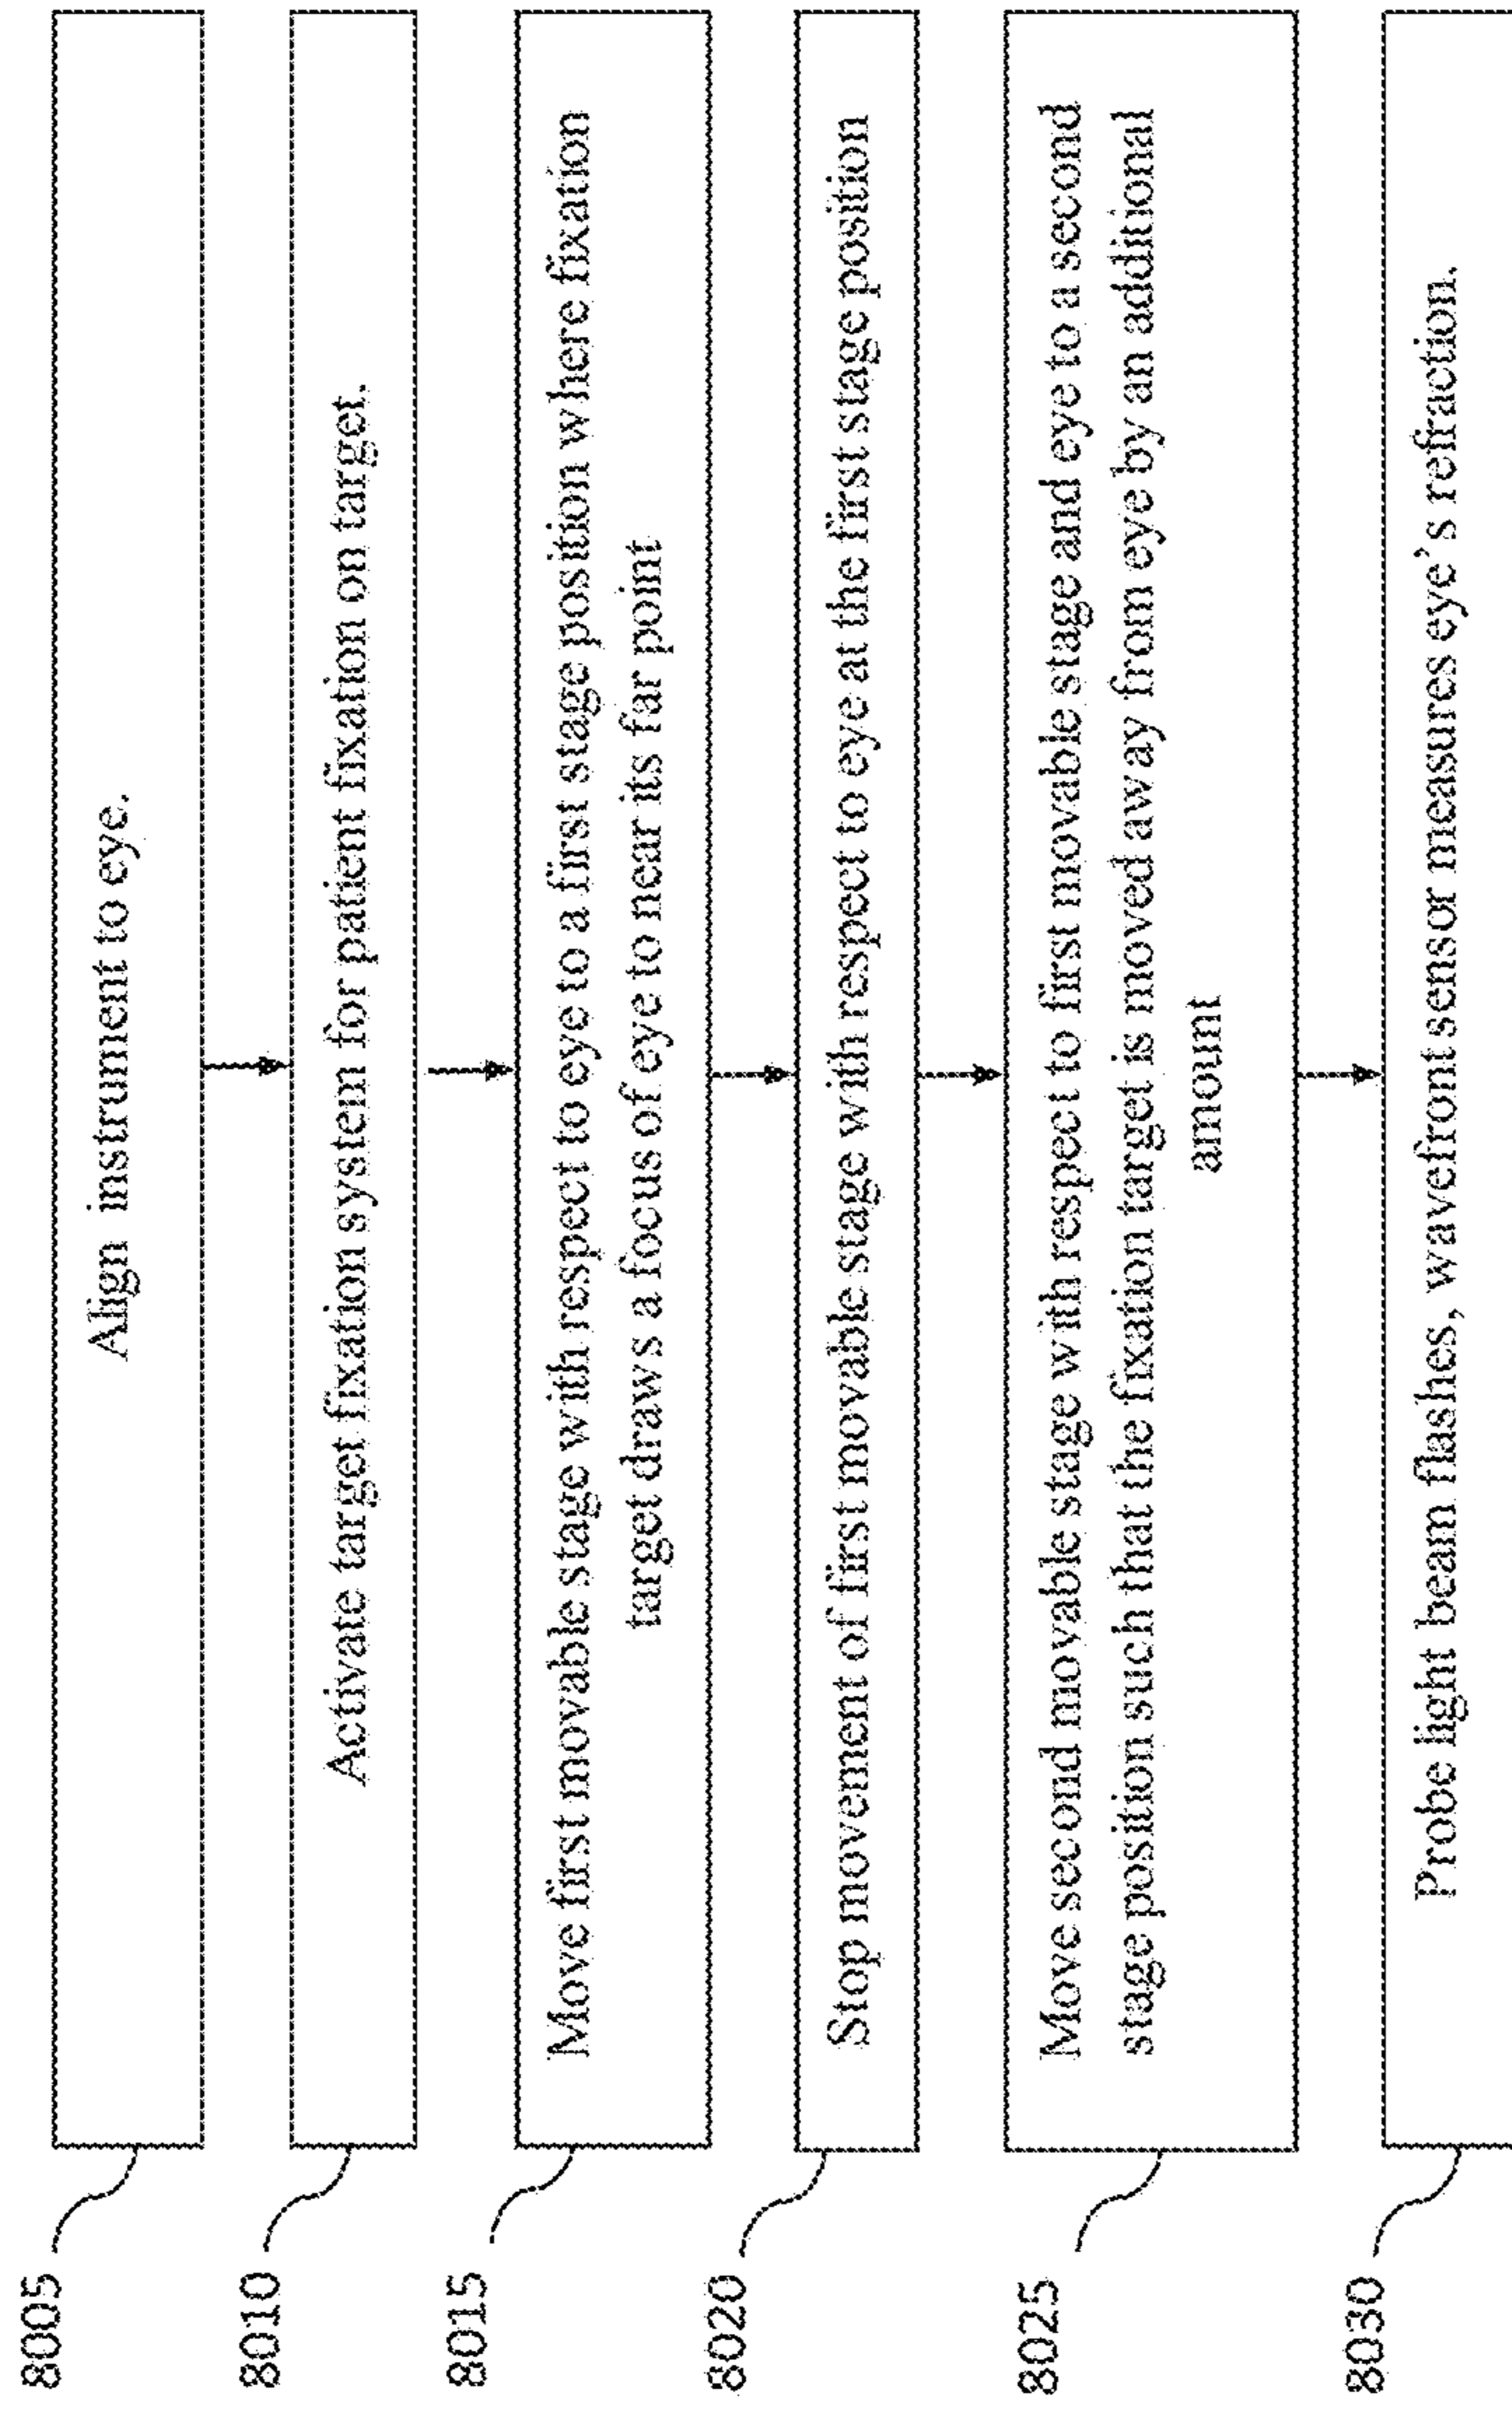 8005
Align instrument to eye.
8010
Activate target fixation system for patient fixation on target.
8015
Move first movable stage with respect to eye to a first stage position where fixation
target draws a focus of eye to near its far point
8020
Stop movement of first movable stage with respect to eye at the first stage position
8025
Move second movable stage with respect to first movable stage and eye to a second
stage position such that the fixation target is moved away from eye by an additional
amount
8030
Probe light beam flashes, wavefront sensor measures eye's refraction.